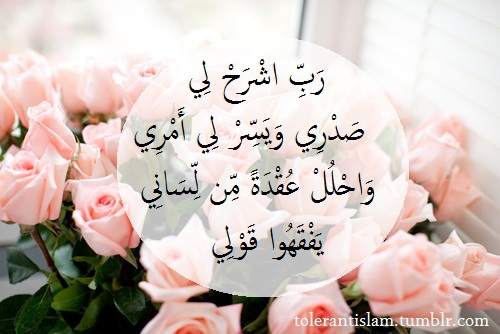 رَبِّ اشْرَحْ لِي
صَدْرِي وَيَسِّرْ لِي أَمْرِي
وَاحْلُلْ عُقْدَةً مِّن لِّسَانِي
يَفْقَهُوا قَوْلِي
tolerantislam.tumblr.com